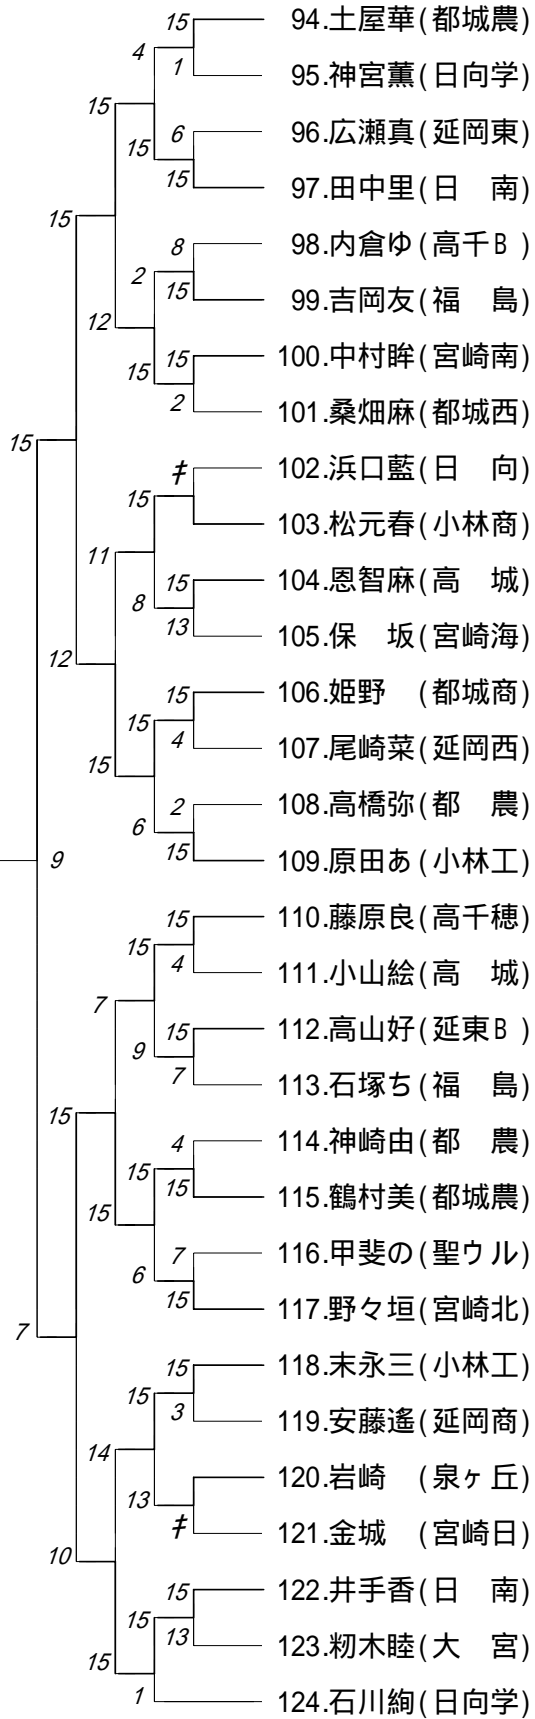 15 94.土屋華(都城農)
4
1 95.神宮薫(日向学)
15
6 96.広瀬真(延岡東)
15
15 97.田中里(日　南)
15
8 98.内倉ゆ(高千B)
2
15 99.吉岡友(福　島)
12
15 100.中村眸(宮崎南)
15
2 101.桑畑麻(都城西)
15
102.浜口藍(日　向)
15
103.松元春(小林商)
11
15 104.恩智麻(高　城)
8
13 105.保　坂(宮崎海)
12
15 106.姫野　(都城商)
15
4 107.尾崎菜(延岡西)
15
2 108.高橋弥(都　農)
6
15 109.原田あ(小林工)
9
15 110.藤原良(高千穂)
15
4 111.小山絵(高　城)
7
15 112.高山好(延東B)
9
7 113.石塚ち(福　島)
15
4 114.神崎由(都　農)
15
15 115.鶴村美(都城農)
15
7 116.甲斐の(聖ウル)
6
15 117.野々垣(宮崎北)
7
15 118.末永三(小林工)
15
3 119.安藤遙(延岡商)
14
120.岩崎　(泉ヶ丘)
13
121.金城　(宮崎日)
10
15 122.井手香(日　南)
15
13 123.籾木睦(大　宮)
15
1 124.石川絢(日向学)